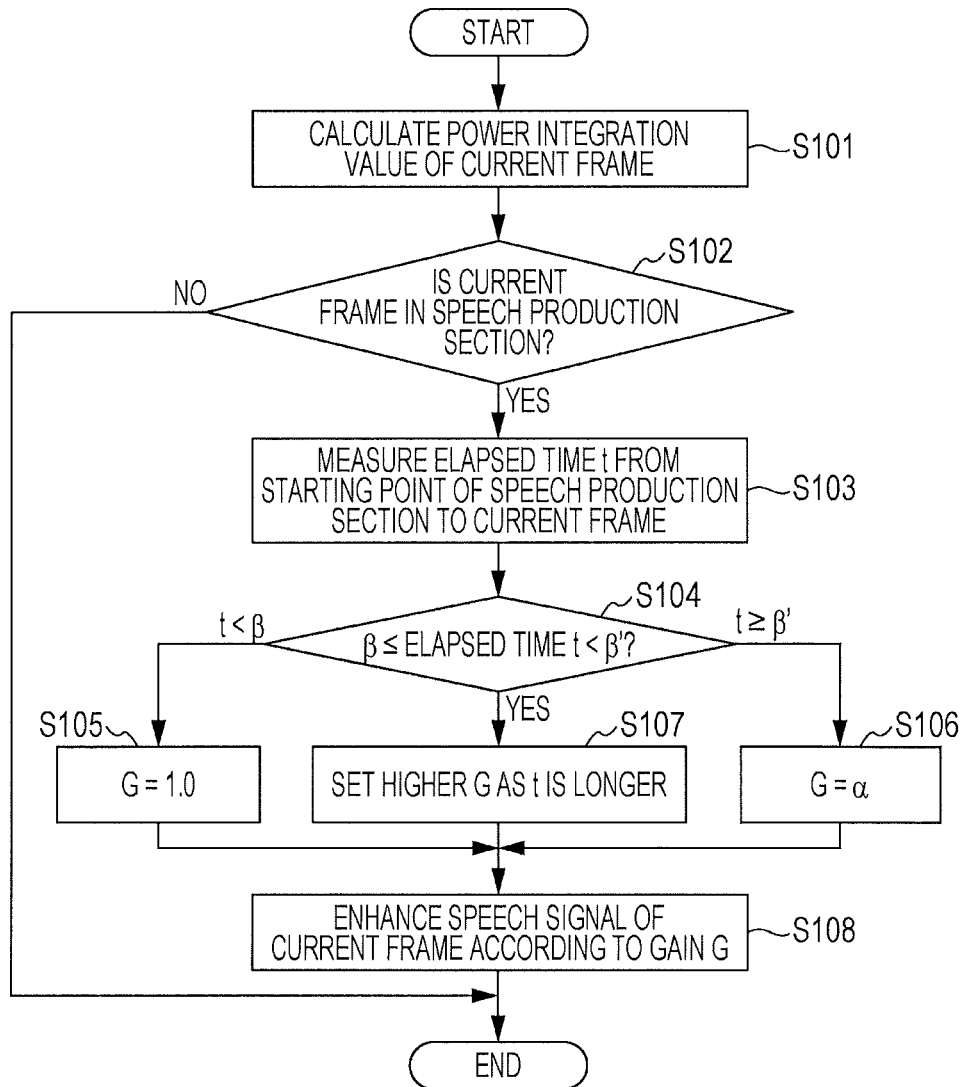 START
CALCULATE POWER INTEGRATION
VALUE OF CURRENT FRAME
S101
S102
IS CURRENT
FRAME IN SPEECH PRODUCTION
SECTION?
NO
YES
MEASURE ELAPSED TIME t FROM
STARTING POINT OF SPEECH PRODUCTION
SECTION TO CURRENT FRAME
S103
S104
t < β
β ≤ ELAPSED TIME t < β'?
t ≥ β'
YES
S105
G = 1.0
S107
SET HIGHER G AS t IS LONGER
S106
G = α
ENHANCE SPEECH SIGNAL OF
CURRENT FRAME ACCORDING TO GAIN G
S108
END